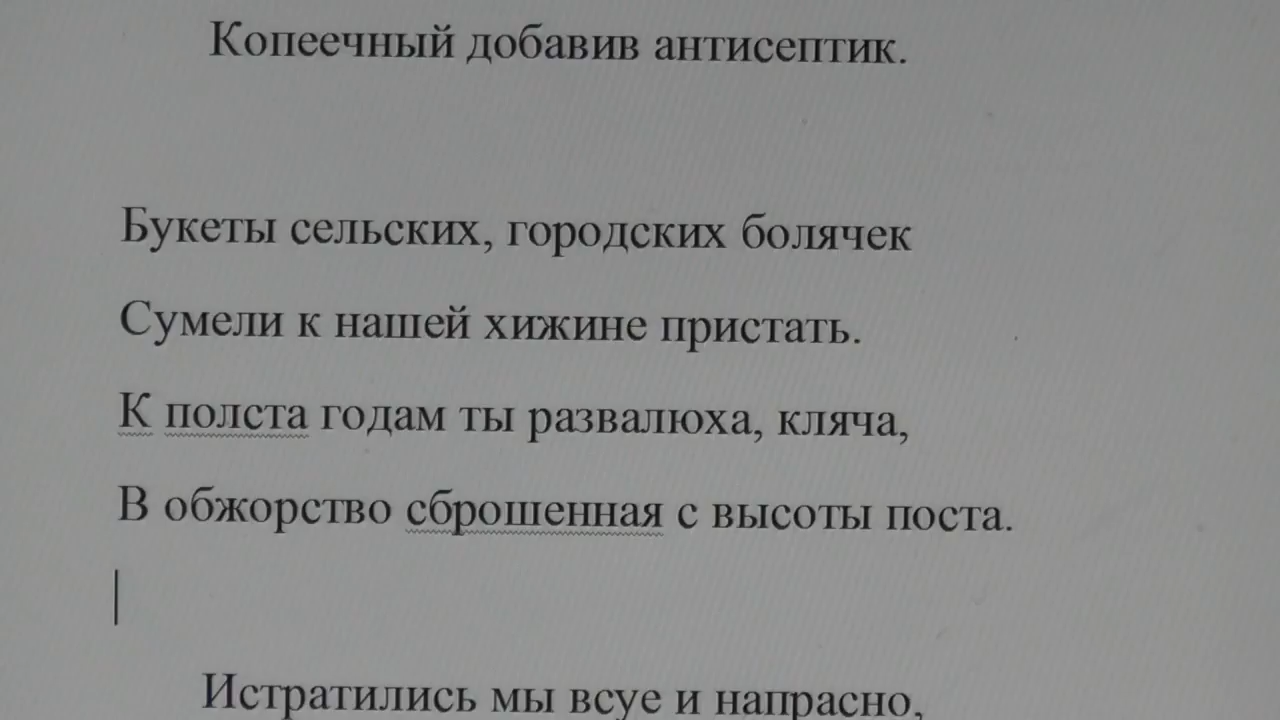 Копеечный добавив антисептик.
Букеты сельских, городских болячек
Сумели к нашей хижине пристать.
К полста годам ты развалюха, кляча,
В обжорство сброшенная с высоты поста.
Истратились мы всуе и напрасно,